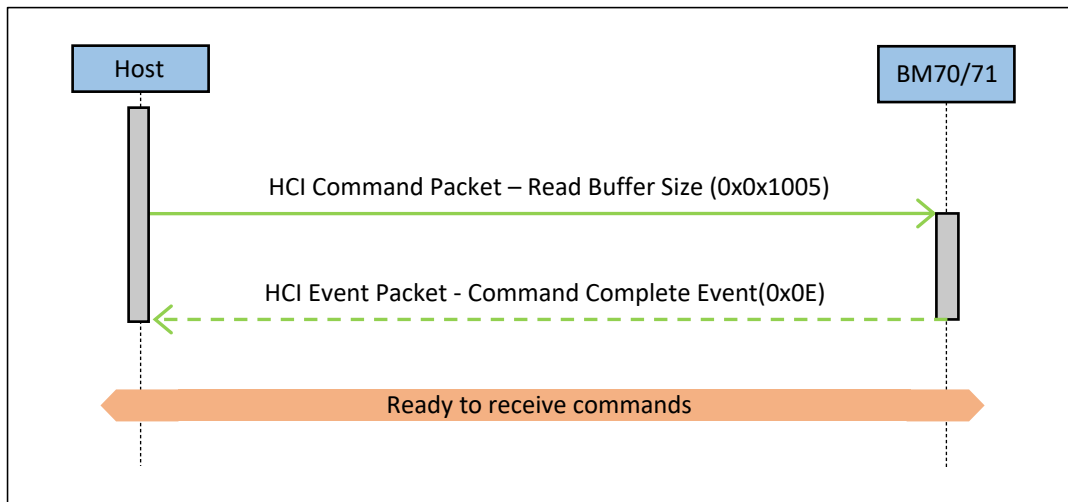 Host
BM70/71
HCI Command Packet – Read Buffer Size (0x0x1005)
HCI Event Packet - Command Complete Event(0x0E)
Ready to receive commands